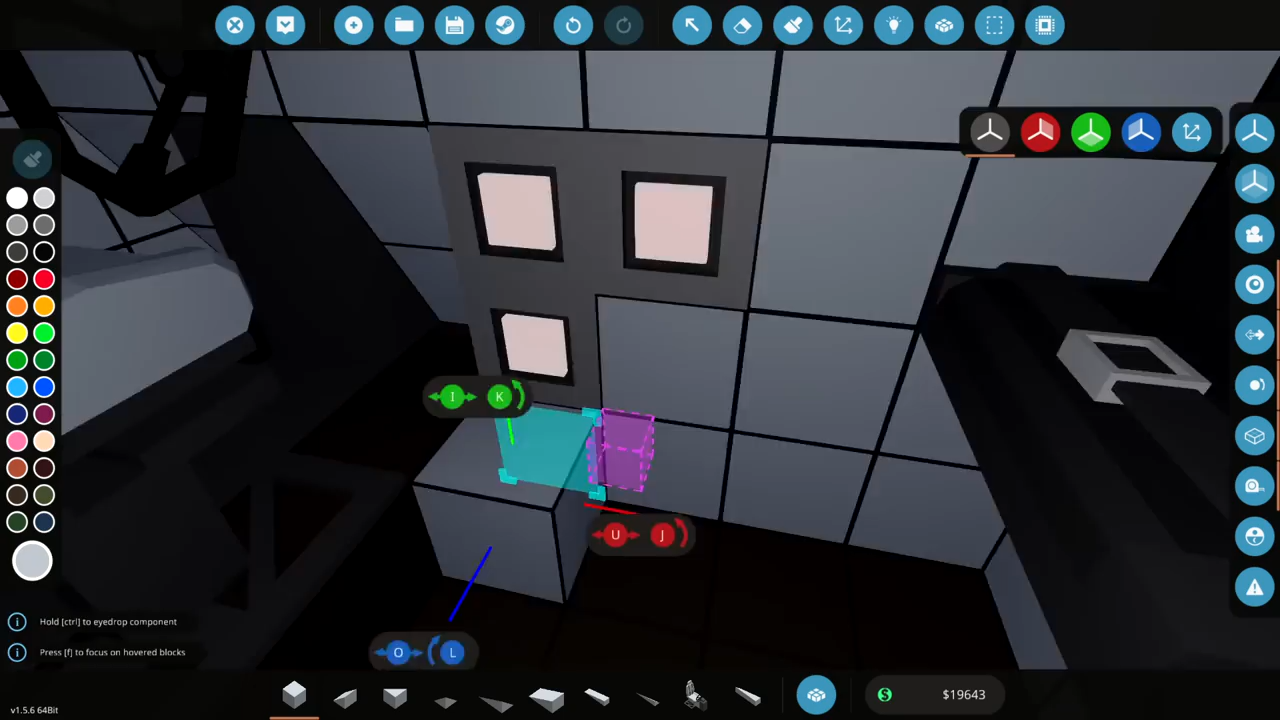 I K
U J
O L
Hold [ctrl] to eyedrop component
Press [f] to focus on hovered blocks
v1.5.6 64Bit
$ $19643